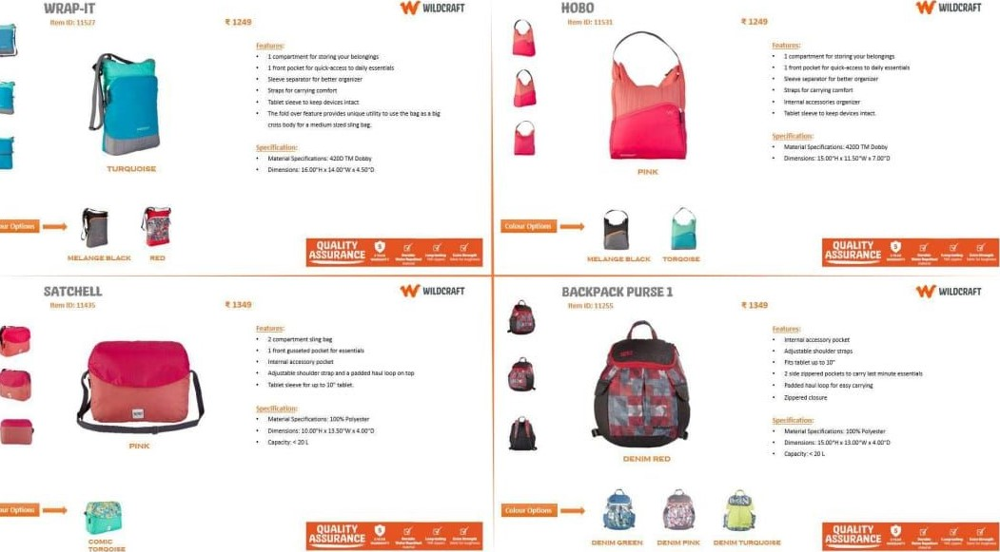 WRAP-IT
Item ID: 11527
₹ 1249
WILDCRAFT
Features:
• 1 compartment for storing your belongings
• 1 front pocket for quick-access to daily essentials
• Sleeve separator for better organizer
• Straps for carrying comfort
• Tablet sleeve to keep devices intact
• The fold over feature provides unique utility to use the bag as a big
cross body for a medium sized sling bag.
Specification:
• Material Specifications: 420D TM Dobby
• Dimensions: 16.00"H x 14.00"W x 4.50"D
TURQUOISE
our Options
MELANGE BLACK
RED
QUALITY
ASSURANCE
HOBO
Item ID: 11531
₹ 1249
WILDCRAFT
Features:
• 1 compartment for storing your belongings
• 1 front pocket for quick-access to daily essentials
• Sleeve separator for better organizer
• Straps for carrying comfort
• Internal accessories organizer
• Tablet sleeve to keep devices intact.
Specification:
• Material Specifications: 420D TM Dobby
• Dimensions: 15.00"H x 11.50"W x 7.00"D
PINK
Colour Options
MELANGE BLACK
TORQOISE
QUALITY
ASSURANCE
SATCHELL
Item ID: 11435
₹ 1349
WILDCRAFT
Features:
• 2 compartment sling bag
• 1 front gusseted pocket for essentials
• Internal accessory pocket
• Adjustable shoulder strap and a padded haul loop on top
• Tablet sleeve for up to 10" tablet.
Specification:
• Material Specifications: 100% Polyester
• Dimensions: 10.00"H x 13.50"W x 4.00"D
• Capacity: < 20 L
PINK
our Options
COMIC
TORQOISE
QUALITY
ASSURANCE
BACKPACK PURSE 1
Item ID: 11255
₹ 1349
WILDCRAFT
Features:
• Internal accessory pocket
• Adjustable shoulder straps
• Fits tablet up to 10"
• 2 side zippered pockets to carry last minute essentials
• Padded haul loop for easy carrying
• Zippered closure
Specification:
• Material Specifications: 100% Polyester
• Dimensions: 15.00"H x 13.00"W x 4.00"D
• Capacity: < 20 L
DENIM RED
Colour Options
DENIM GREEN
DENIM PINK
DENIM TURQUOISE
QUALITY
ASSURANCE